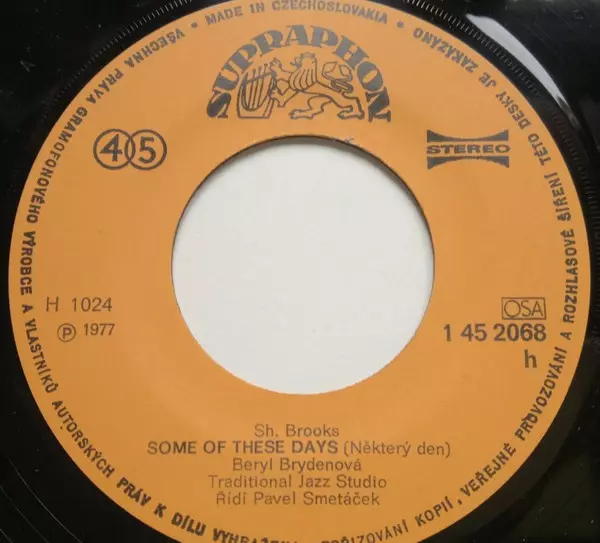 VŠECHNA PRÁVA GRAMOFONOVÉHO VÝROBCE A VLASTNÍKŮ AUTORSKÝCH PRÁV K DÍLU POŘIZOVÁNÍ KOPIÍ, VEŘEJNÉ PROVOZOVÁNÍ A ROZHLASOVÉ ŠÍŘENÍ TÉTO DESKY JE ZAKÁZÁNO
• MADE IN CZECHOSLOVAKIA •
SUPRAPHON
45
STEREO
H 1024
Ⓟ 1977
OSA
1 45 2068
h
Sh. Brooks
SOME OF THESE DAYS (Některý den)
Beryl Brydenová
Traditional Jazz Studio
Řídí Pavel Smetáček